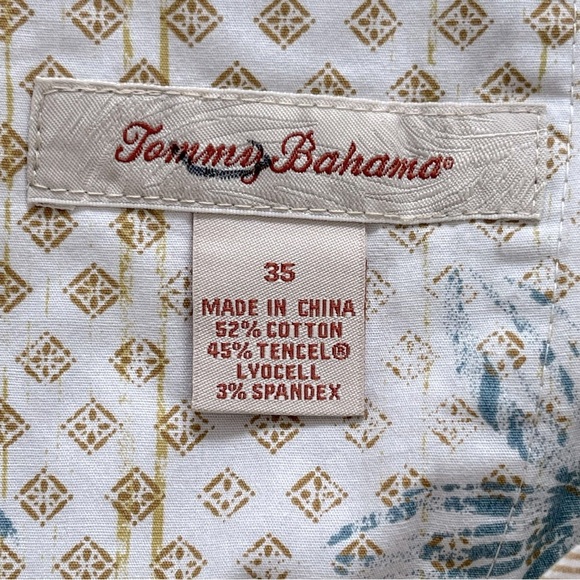 Tommy Bahama®
35
MADE IN CHINA
52% COTTON
45% TENCEL®
LYOCELL
3% SPANDEX